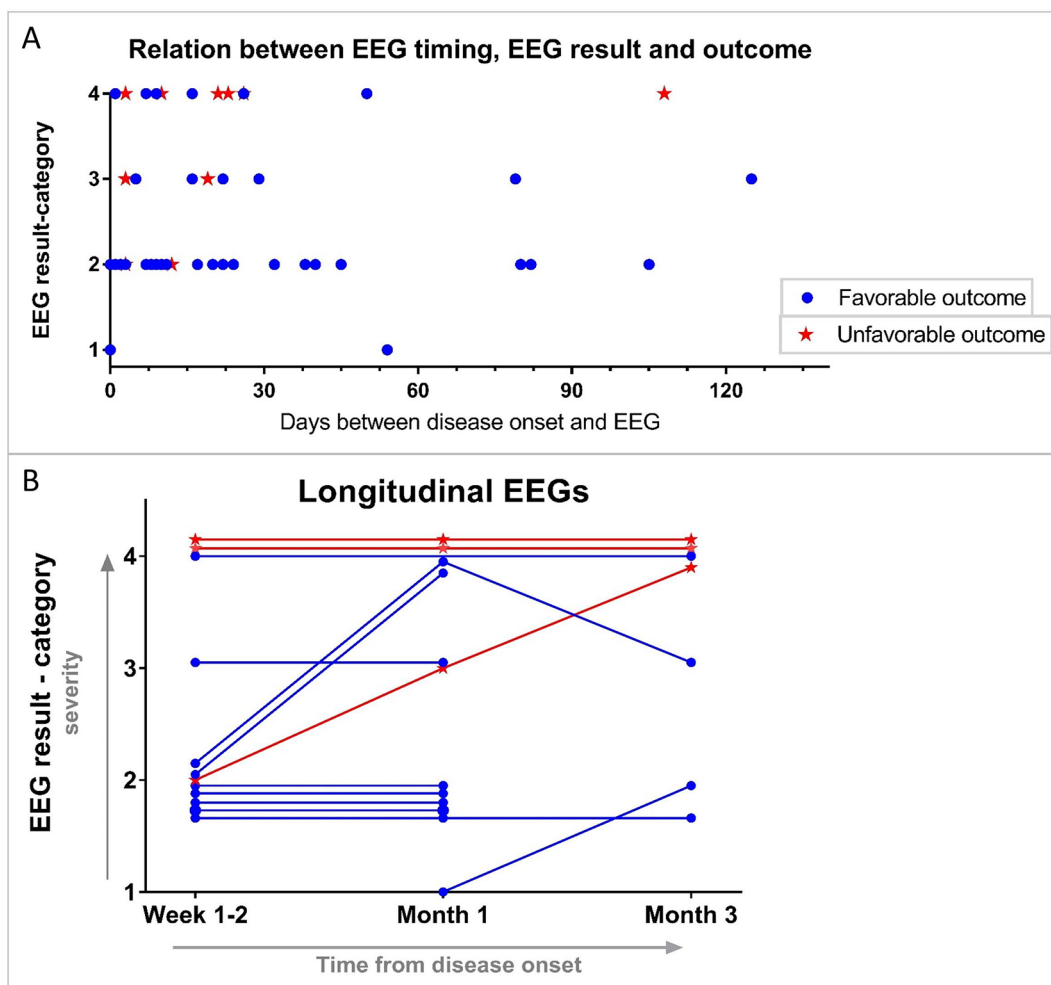 A
Relation between EEG timing, EEG result and outcome
EEG result-category
4
3
2
1
0
30
60
90
120
Days between disease onset and EEG
Favorable outcome
Unfavorable outcome
B
Longitudinal EEGs
EEG result - category
severity
4
3
2
1
Week 1-2
Month 1
Month 3
Time from disease onset